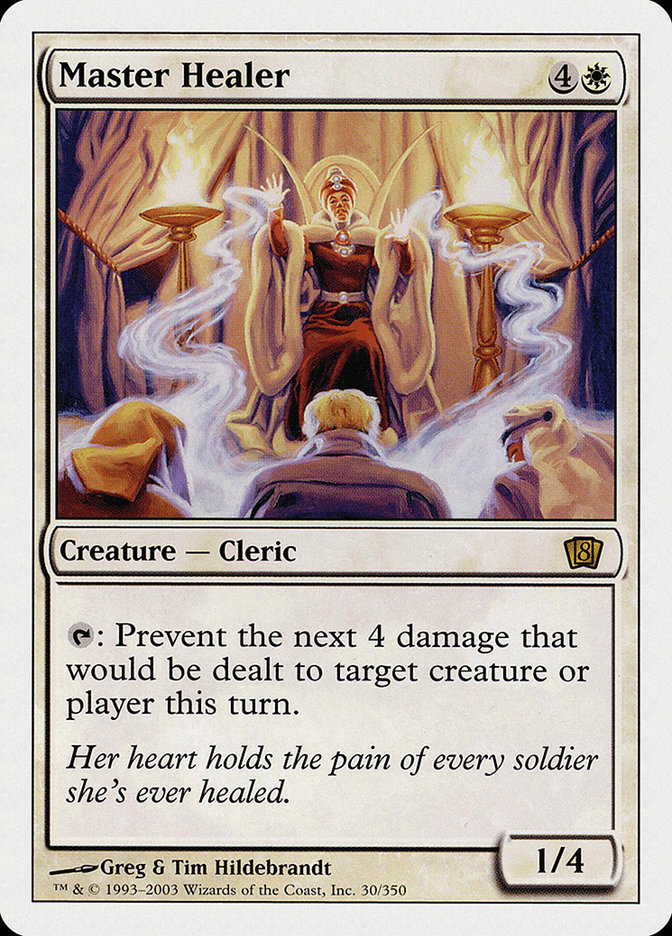 Master Healer 4
Creature — Cleric 8
: Prevent the next 4 damage that
would be dealt to target creature or
player this turn.
Her heart holds the pain of every soldier
she's ever healed.
1/4
Greg & Tim Hildebrandt
™ & © 1993–2003 Wizards of the Coast, Inc. 30/350